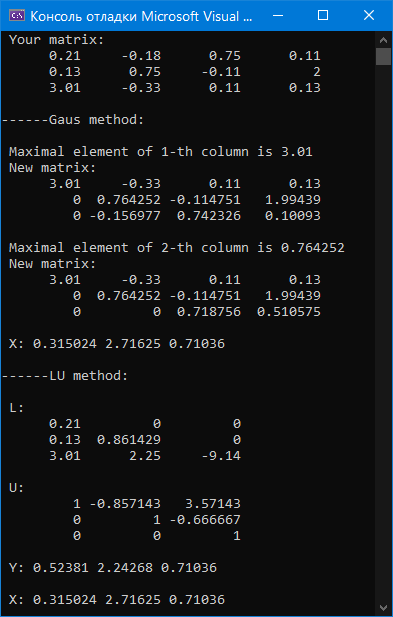 Консоль отладки Microsoft Visual ...
Your matrix:
0.21 -0.18 0.75 0.11
0.13 0.75 -0.11 2
3.01 -0.33 0.11 0.13
------Gaus method:
Maximal element of 1-th column is 3.01
New matrix:
3.01 -0.33 0.11 0.13
0 0.764252 -0.114751 1.99439
0 -0.156977 0.742326 0.10093
Maximal element of 2-th column is 0.764252
New matrix:
3.01 -0.33 0.11 0.13
0 0.764252 -0.114751 1.99439
0 0 0.718756 0.510575
X: 0.315024 2.71625 0.71036
------LU method:
L:
0.21 0 0
0.13 0.861429 0
3.01 2.25 -9.14
U:
1 -0.857143 3.57143
0 1 -0.666667
0 0 1
Y: 0.52381 2.24268 0.71036
X: 0.315024 2.71625 0.71036